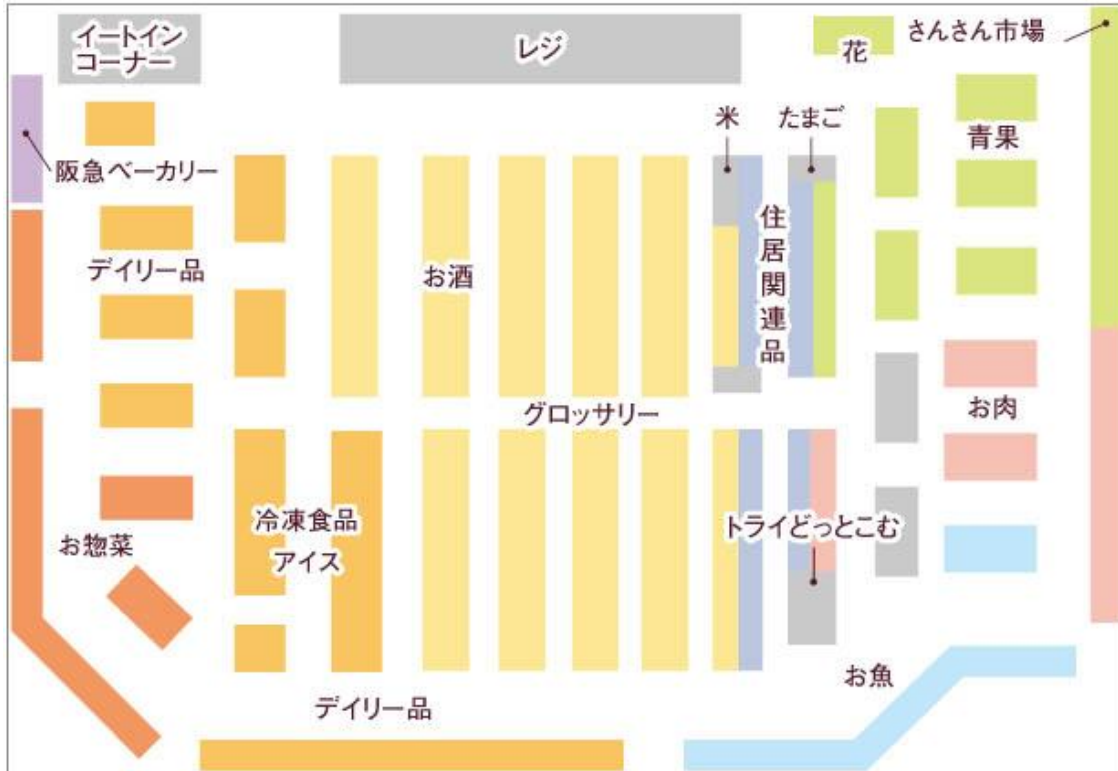 イートイン
コーナー
レジ
花
さんさん市場
米
たまご
青果
阪急ベーカリー
住居関連品
デイリー品
お酒
グロッサリー
お肉
冷凍食品
アイス
トライどっとこむ
お惣菜
お魚
デイリー品